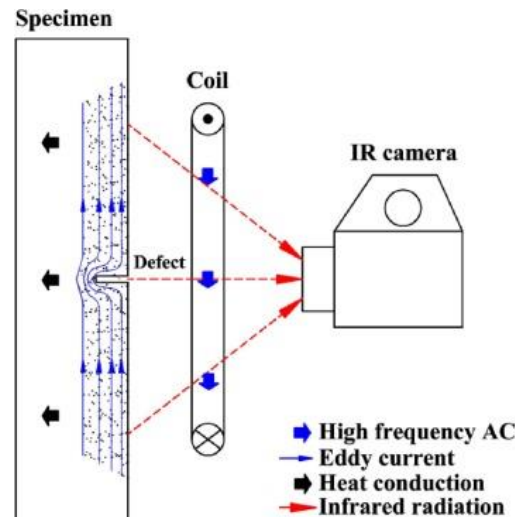 Specimen
Coil
IR camera
Defect
High frequency AC
Eddy current
Heat conduction
Infrared radiation